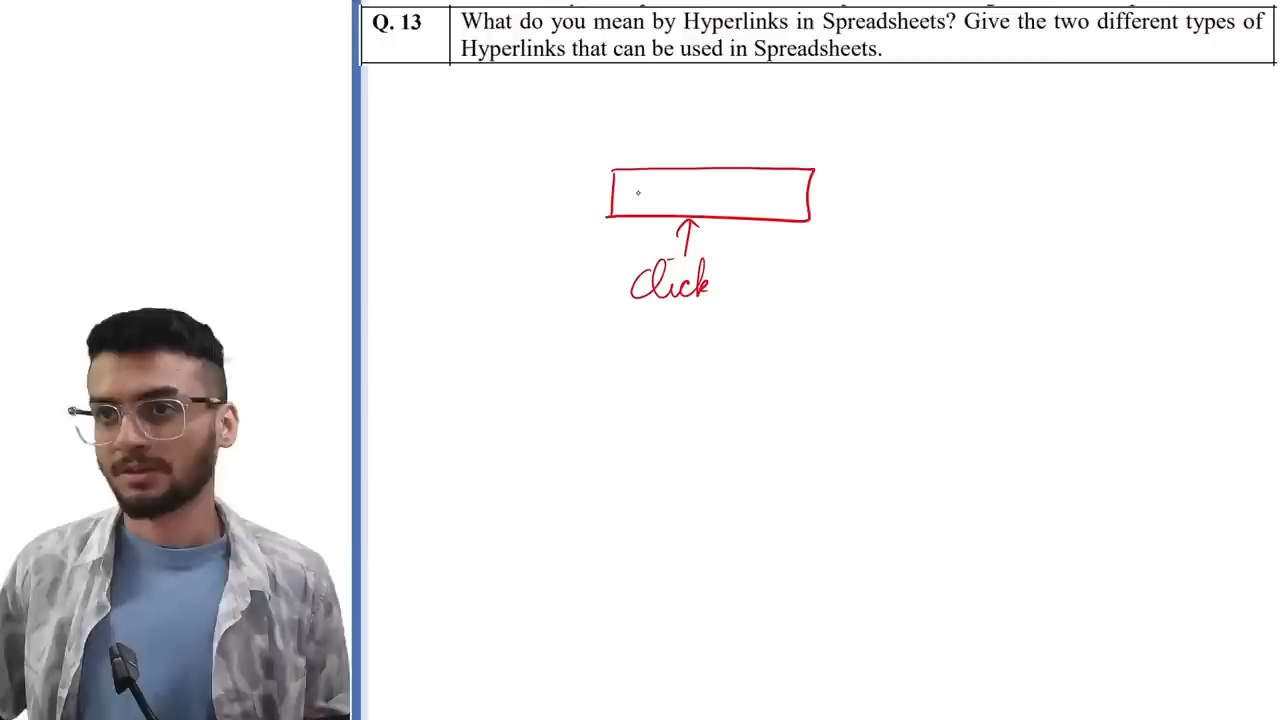 Q. 13
What do you mean by Hyperlinks in Spreadsheets? Give the two different types of
Hyperlinks that can be used in Spreadsheets.
Click